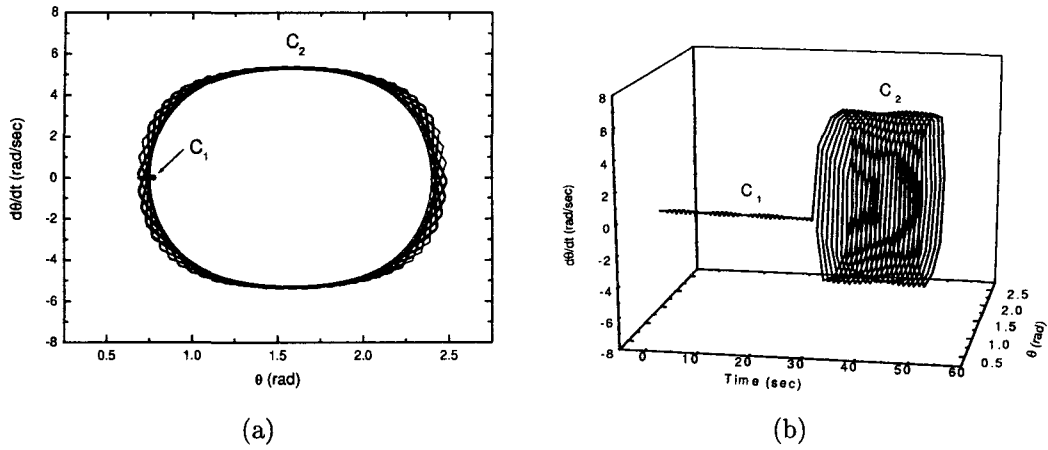 8
6
4
2
0
-2
-4
-6
-8
dθ/dt (rad/sec)
C2
C1
0.5 1.0 1.5 2.0 2.5
θ (rad)
(a)
8
6
4
2
0
-2
-4
-6
-8
dθ/dt (rad/sec)
C1
C2
0 10 20 30 40 50 60
Time (sec)
2.5
2.0
1.5
1.0
0.5
θ (rad)
(b)